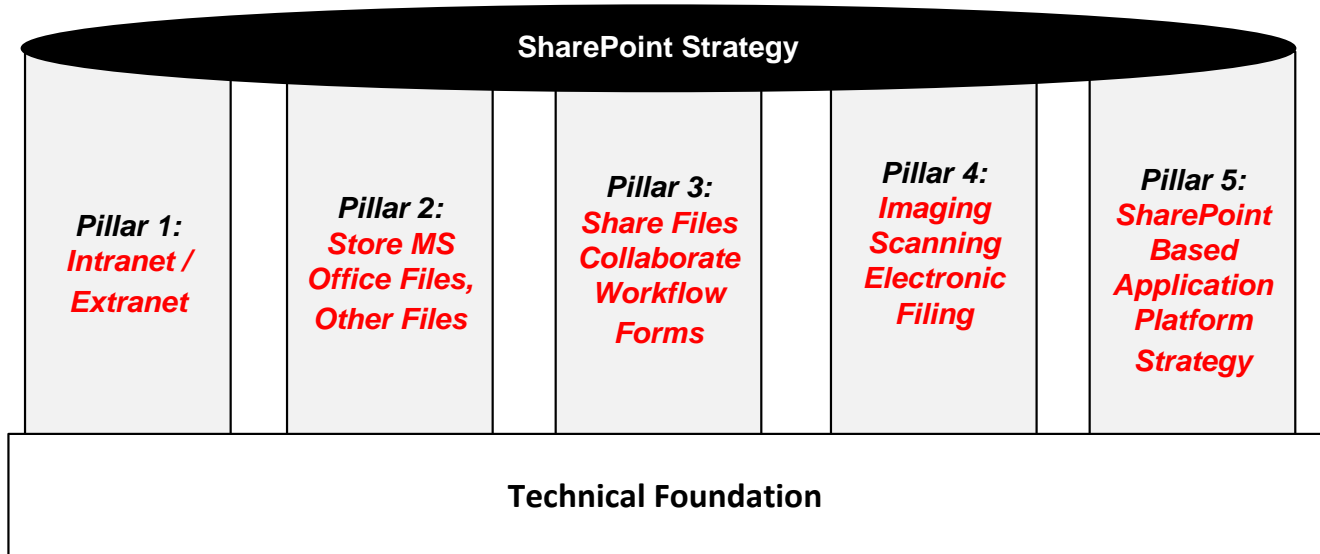 SharePoint Strategy
Pillar 1:
Intranet /
Extranet
Pillar 2:
Store MS
Office Files,
Other Files
Pillar 3:
Share Files
Collaborate
Workflow
Forms
Pillar 4:
Imaging
Scanning
Electronic
Filing
Pillar 5:
SharePoint
Based
Application
Platform
Strategy
Technical Foundation